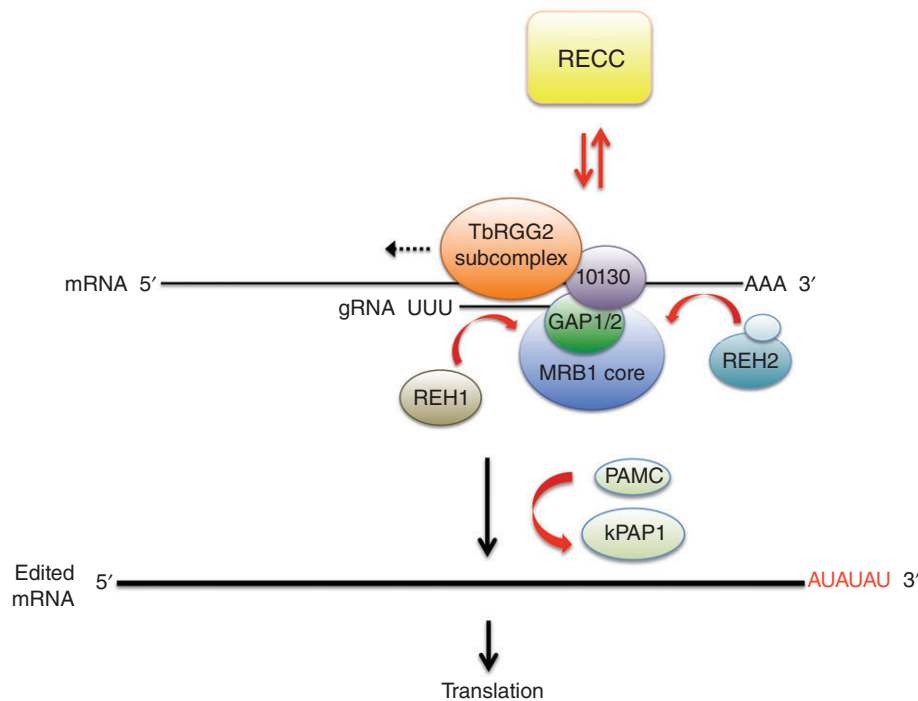 RECC
TbRGG2
subcomplex
10130
mRNA 5′
AAA 3′
gRNA UUU
GAP1/2
MRB1 core
REH2
REH1
PAMC
kPAP1
Edited
mRNA
5′
AUAUAU 3′
Translation